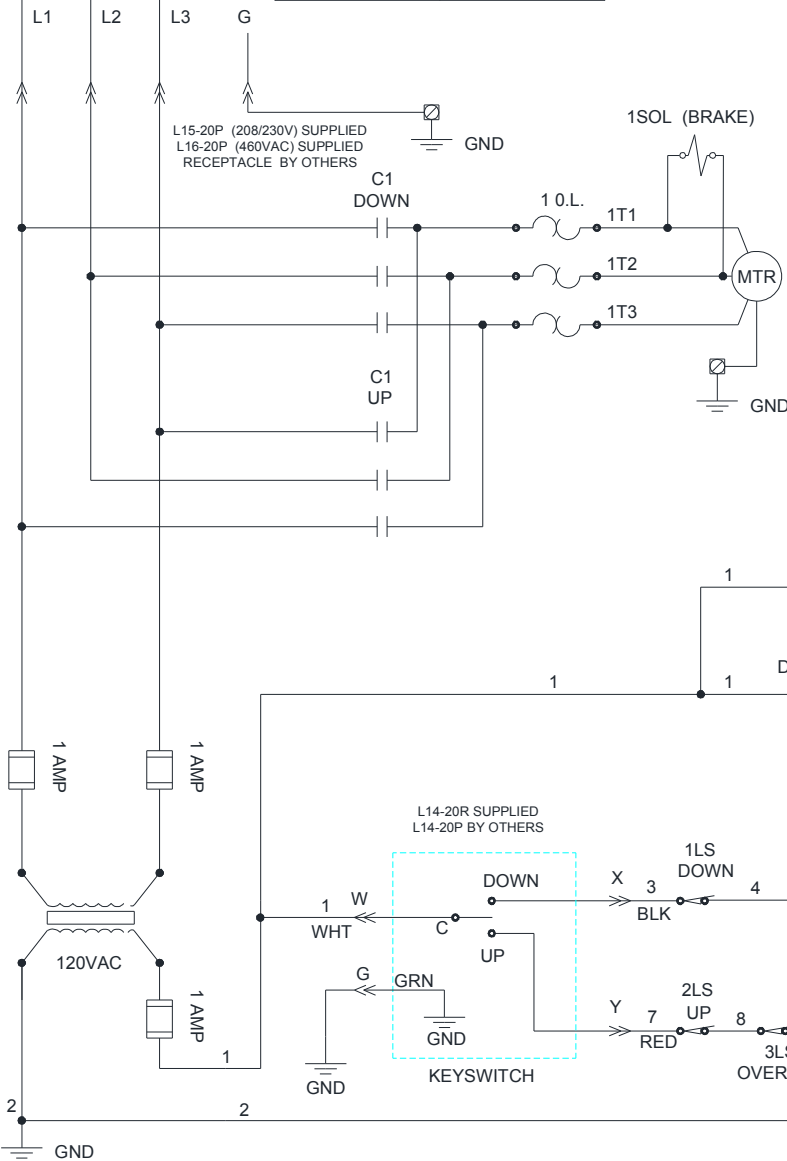 L1
L2
L3
G
L15-20P (208/230V) SUPPLIED
L16-20P (460VAC) SUPPLIED
RECEPTACLE BY OTHERS
GND
1SOL (BRAKE)
C1
DOWN
1 O.L.
1T1
1T2
MTR
1T3
C1
UP
GND
1
1
1
D
1 AMP
1 AMP
L14-20R SUPPLIED
L14-20P BY OTHERS
1LS
DOWN
DOWN
X
3
4
BLK
1
W
WHT
C
UP
120VAC
G
GRN
GND
1 AMP
2LS
UP
Y
7
8
RED
3LS
OVER
1
GND
KEYSWITCH
2
2
GND